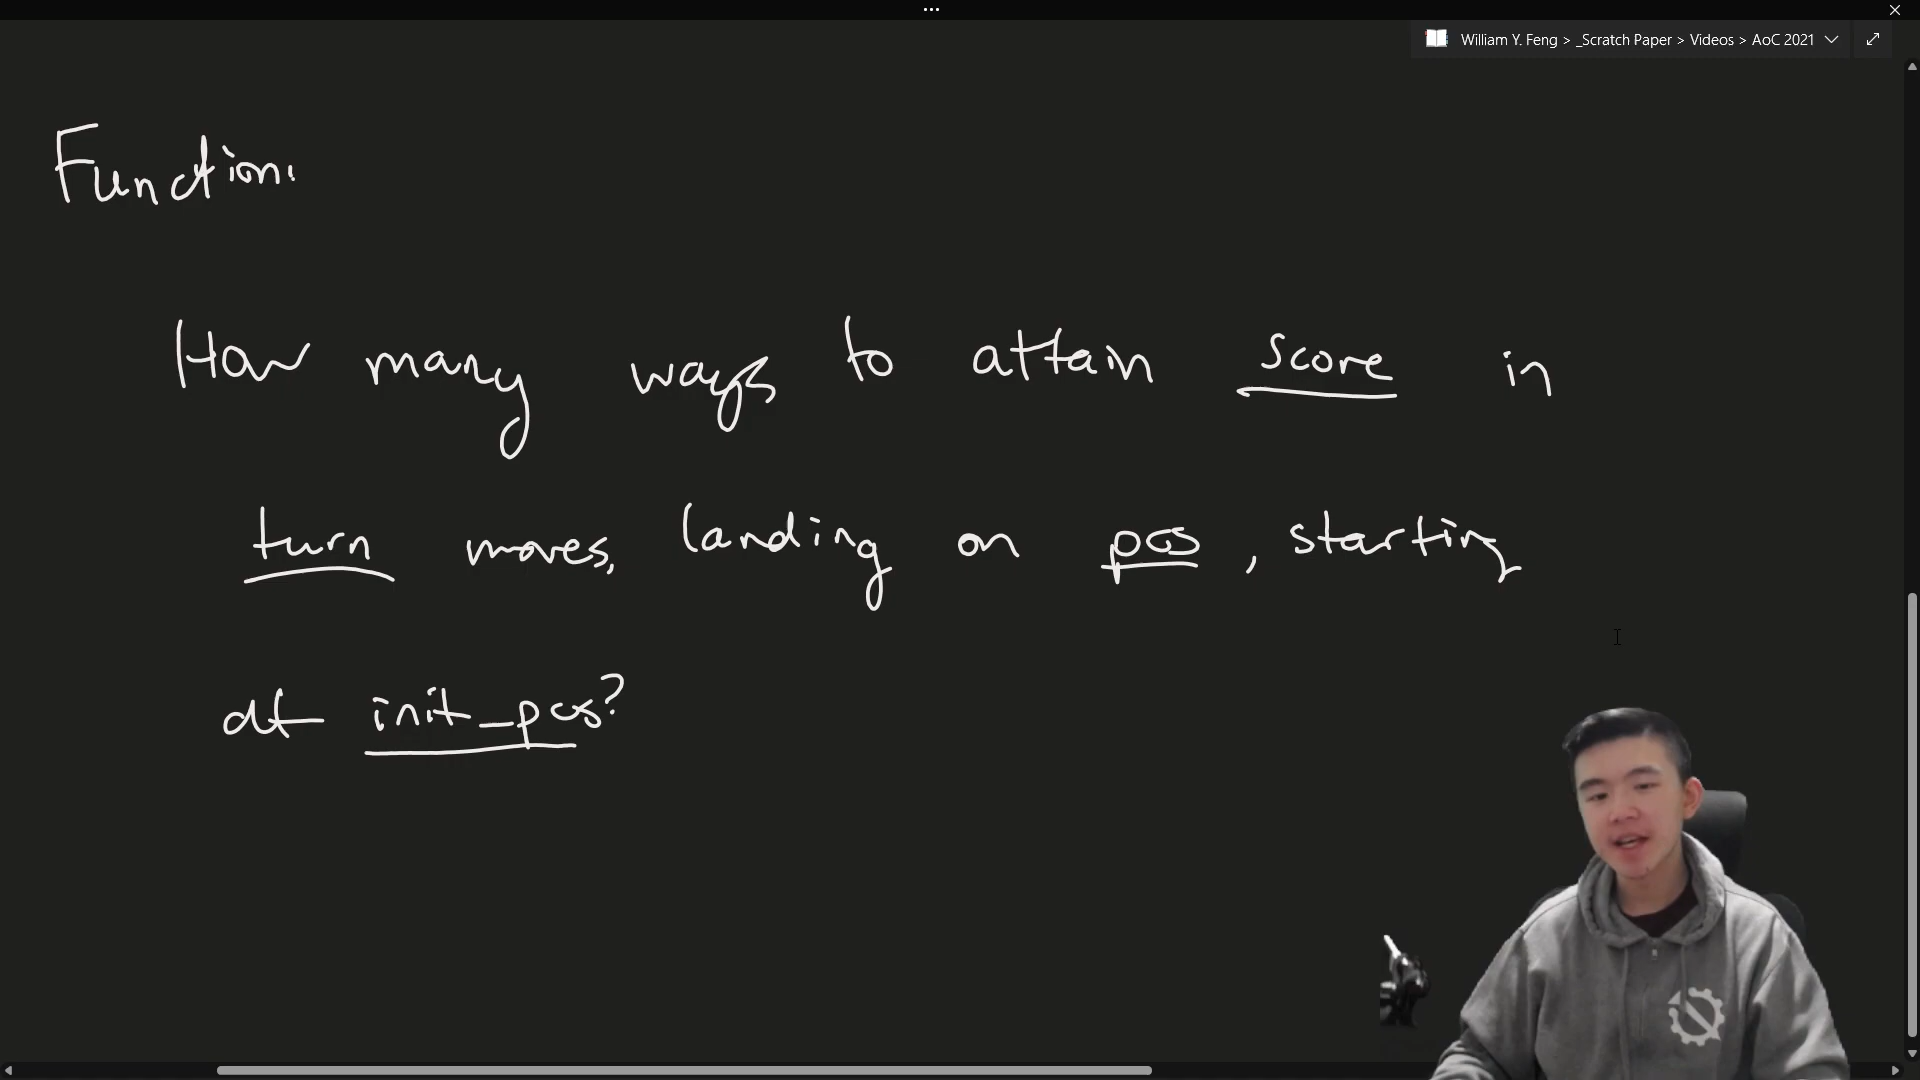 William Y. Feng > _Scratch Paper > Videos > AoC 2021
Function:
How many ways to attain score in
turn moves, landing on pos, starting
at init_pos?